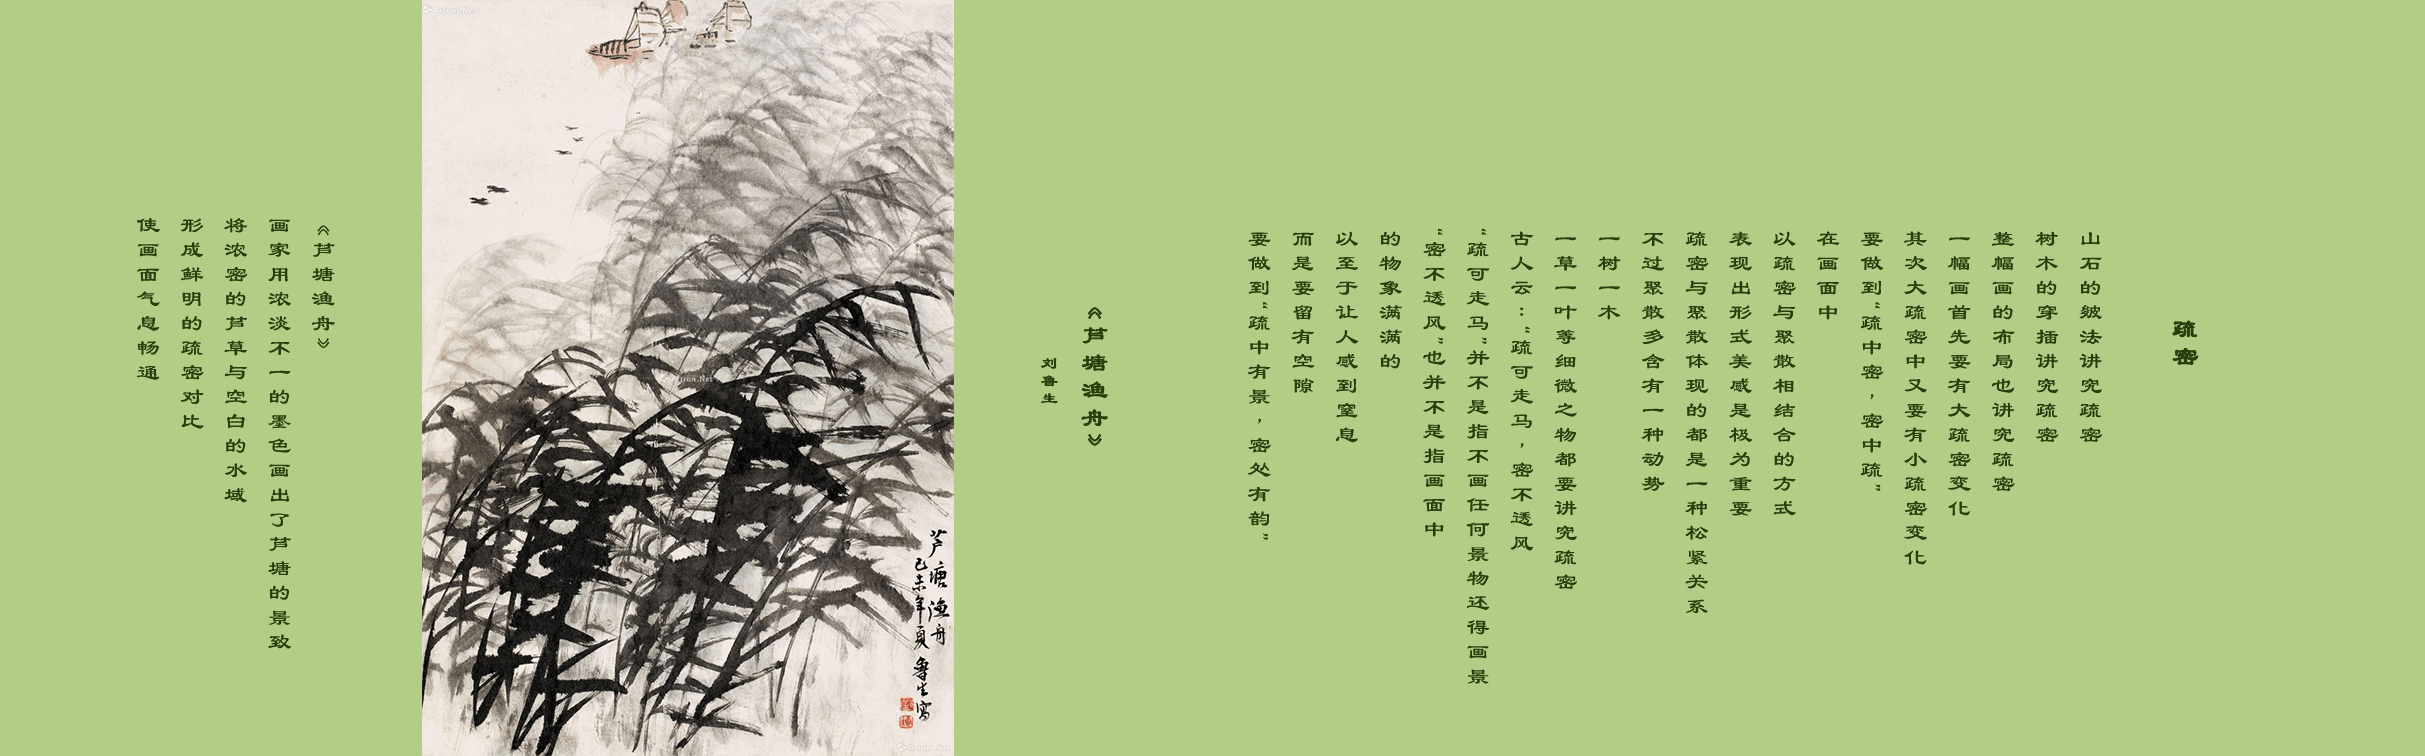 疏密
山石的皴法讲究疏密
树木的穿插讲究疏密
整幅画的布局也讲究疏密
一幅画首先要有大疏密变化
其次大疏密中又要有小疏密变化
要做到“疏中密，密中疏”
在画面中
以疏密与聚散相结合的方式
表现出形式美感是极为重要
疏密与聚散体现的都是一种松紧关系
不过聚散多含有一种动势
一树一木
一草一叶等细微之物都要讲究疏密
古人云：“疏可走马，密不透风
“疏可走马”并不是指不画任何景物还得画景
“密不透风”也并不是指画面中
的物象满满的
以至于让人感到窒息
而是要留有空隙
要做到“疏中有景，密处有韵”
《芦塘渔舟》
刘鲁生
芦塘渔舟
己未年夏鲁生写
《芦塘渔舟》
画家用浓淡不一的墨色画出了芦塘的景致
将浓密的芦草与空白的水域
形成鲜明的疏密对比
使画面气息畅通